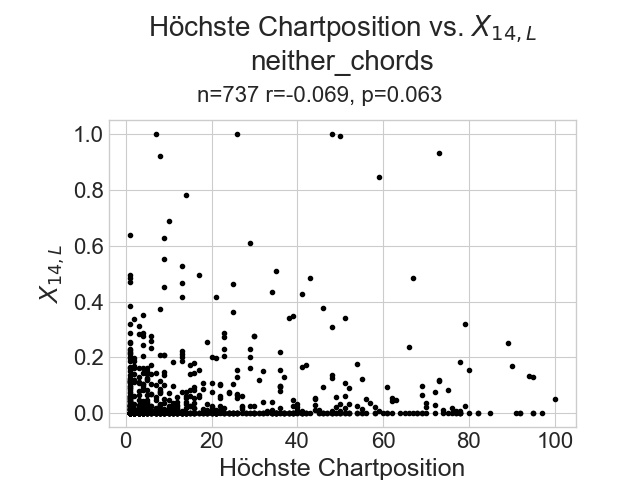 Höchste Chartposition vs. X₁₄,L
neither_chords
n=737 r=-0.069, p=0.063
1.0
0.8
0.6
0.4
0.2
0.0
X₁₄,L
0 20 40 60 80 100
Höchste Chartposition